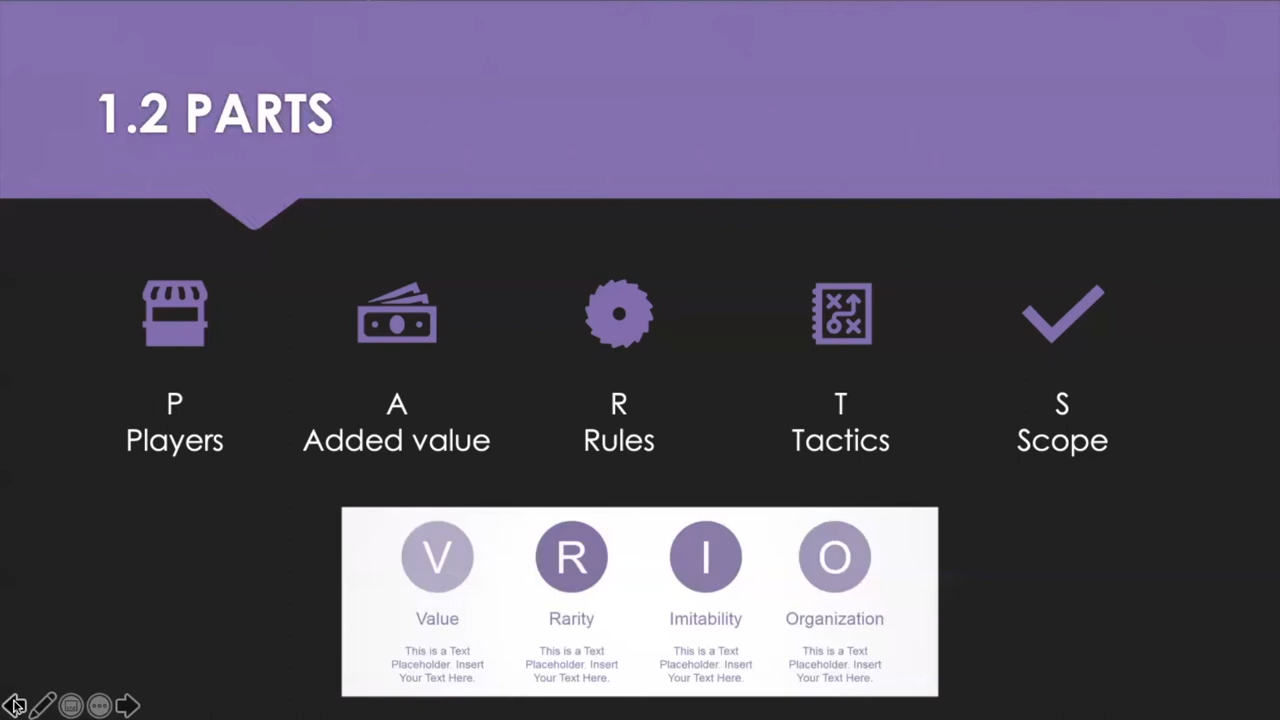 1.2 PARTS
P
Players
A
Added value
R
Rules
T
Tactics
S
Scope
V
Value
This is a Text
Placeholder. Insert
Your Text Here.
R
Rarity
This is a Text
Placeholder. Insert
Your Text Here.
I
Imitability
This is a Text
Placeholder. Insert
Your Text Here.
O
Organization
This is a Text
Placeholder. Insert
Your Text Here.